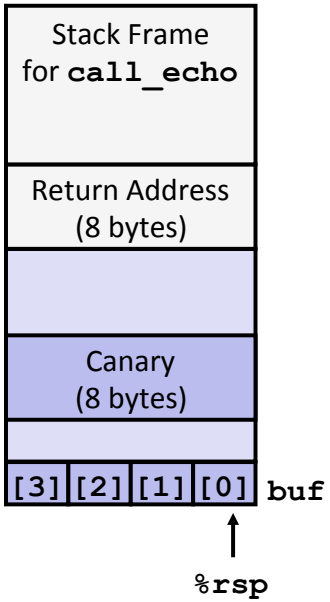 Stack Frame
for call_echo
Return Address
(8 bytes)
Canary
(8 bytes)
[3] [2] [1] [0] buf
%rsp